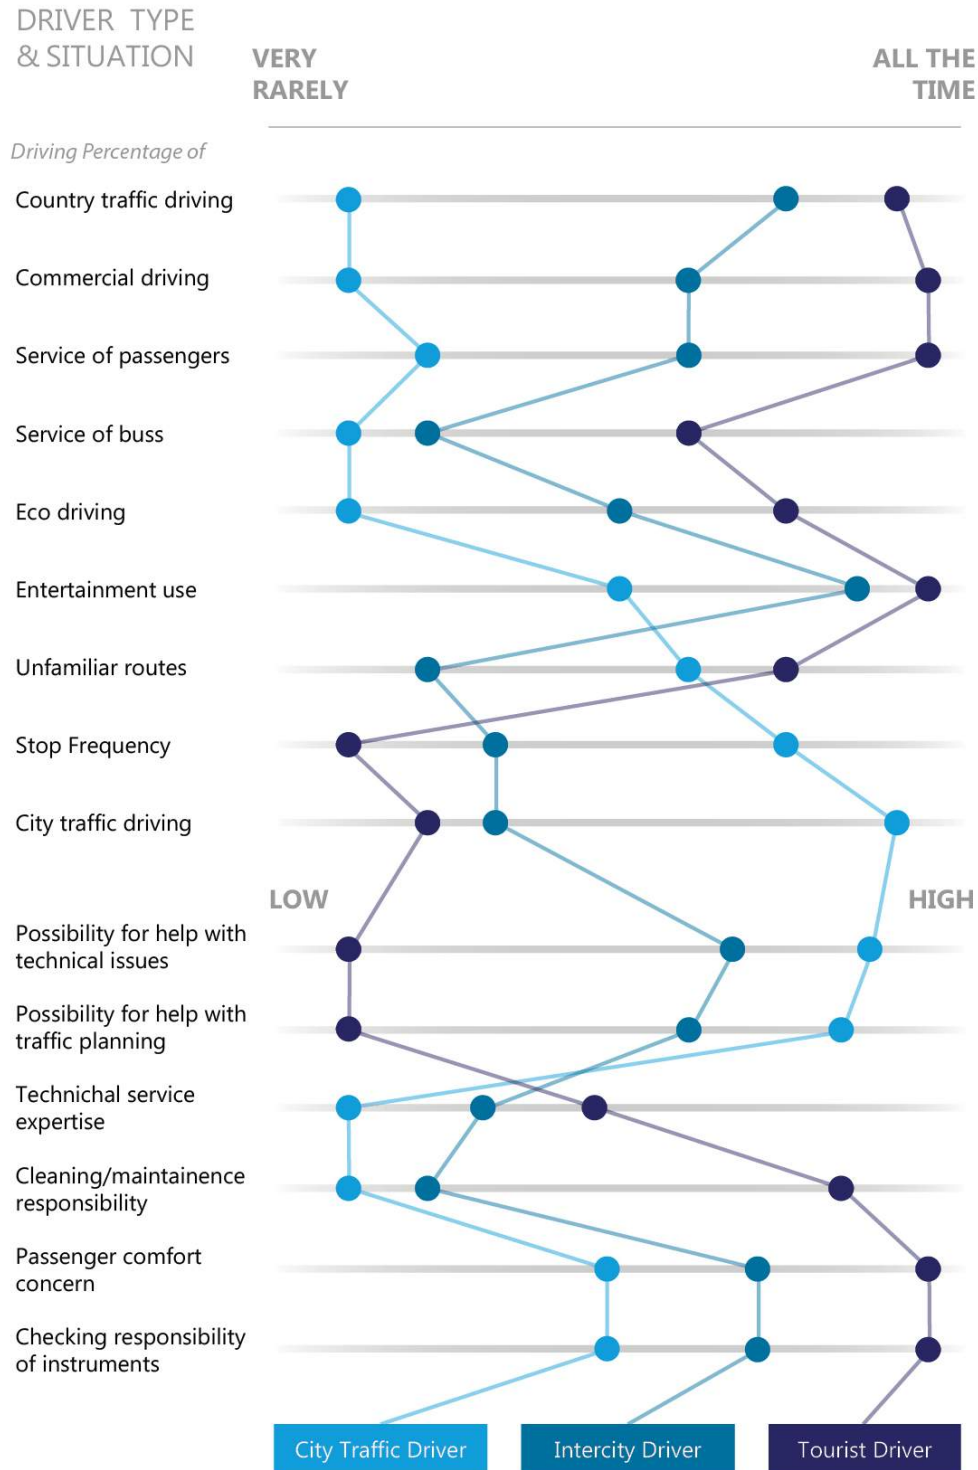 DRIVER TYPE
& SITUATION
VERY
RARELY
ALL THE
TIME
Driving Percentage of
Country traffic driving
Commercial driving
Service of passengers
Service of buss
Eco driving
Entertainment use
Unfamiliar routes
Stop Frequency
City traffic driving
LOW
HIGH
Possibility for help with
technical issues
Possibility for help with
traffic planning
Technichal service
expertise
Cleaning/maintainence
responsibility
Passenger comfort
concern
Checking responsibility
of instruments
City Traffic Driver
Intercity Driver
Tourist Driver